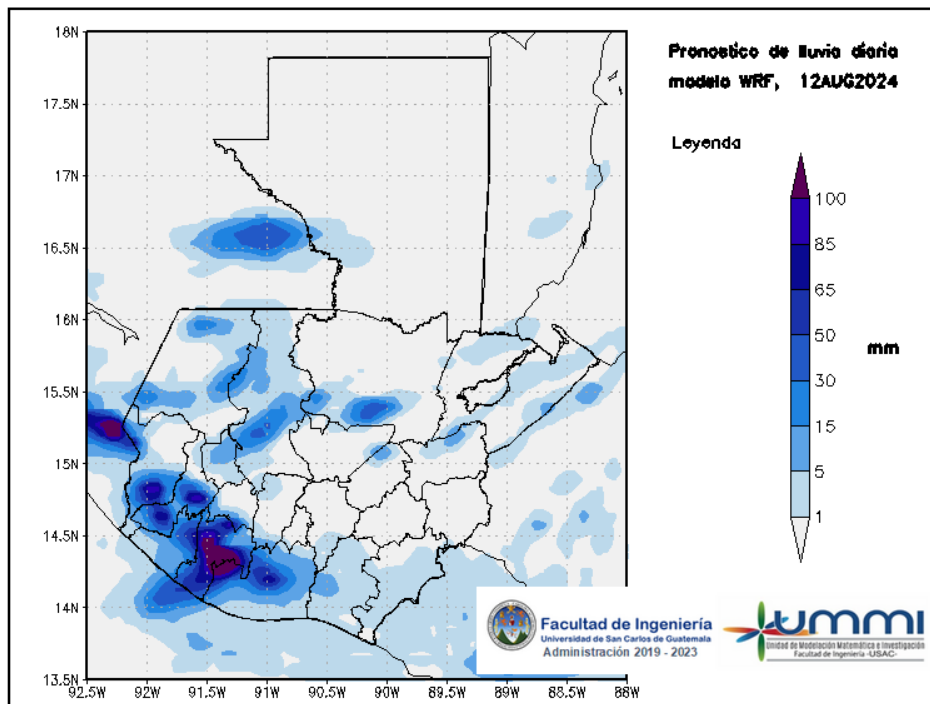 Pronostico de lluvia diaria
modelo WRF, 12AUG2024
Leyenda
100
85
65
50
30
15
5
1
mm
18N
17.5N
17N
16.5N
16N
15.5N
15N
14.5N
14N
13.5N
92.5W 92W 91.5W 91W 90.5W 90W 89.5W 89W 88.5W 88W
Facultad de Ingeniería
Universidad de San Carlos de Guatemala
Administración 2019 - 2023
UMMI
Unidad de Modelación Matemática e Investigación
Facultad de Ingeniería -USAC-